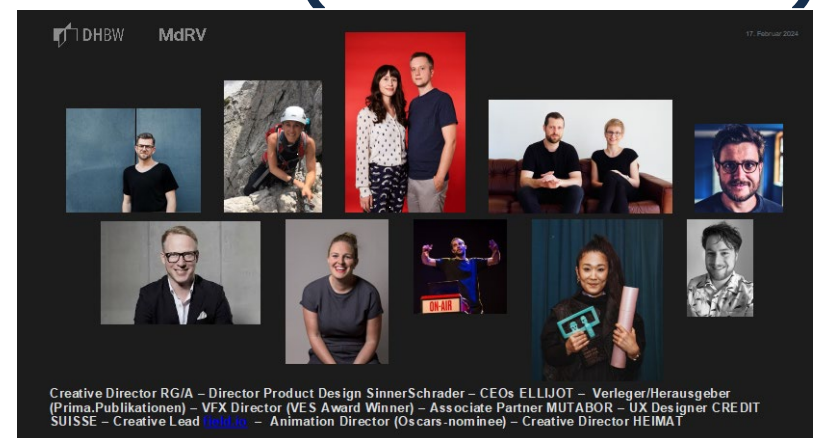 DHBW MdRV
17. Februar 2024
ON-AIR
Creative Director RG/A – Director Product Design SinnerSchrader – CEOs ELLIJOT – Verleger/Herausgeber
(Prima.Publikationen) – VFX Director (VES Award Winner) – Associate Partner MUTABOR – UX Designer CREDIT
SUISSE – Creative Lead – Animation Director (Oscars-nominee) – Creative Director HEIMAT